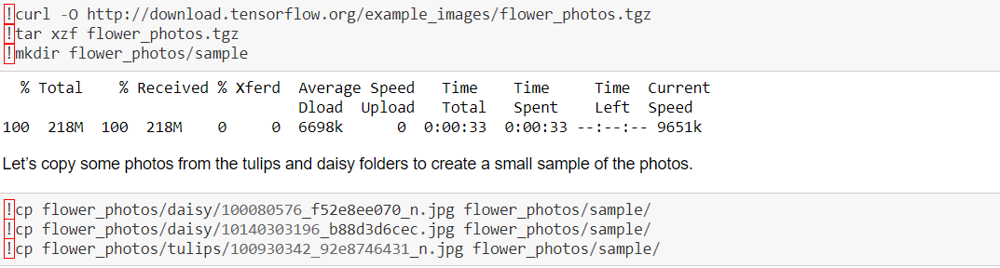 !curl -O http://download.tensorflow.org/example_images/flower_photos.tgz
!tar xzf flower_photos.tgz
!mkdir flower_photos/sample
% Total % Received % Xferd Average Speed Time Time Time Current
Dload Upload Total Spent Left Speed
100 218M 100 218M 0 0 6698k 0 0:00:33 0:00:33 --:--:-- 9651k
Let’s copy some photos from the tulips and daisy folders to create a small sample of the photos.
!cp flower_photos/daisy/100080576_f52e8ee070_n.jpg flower_photos/sample/
!cp flower_photos/daisy/10140303196_b88d3d6cec.jpg flower_photos/sample/
!cp flower_photos/tulips/100930342_92e8746431_n.jpg flower_photos/sample/